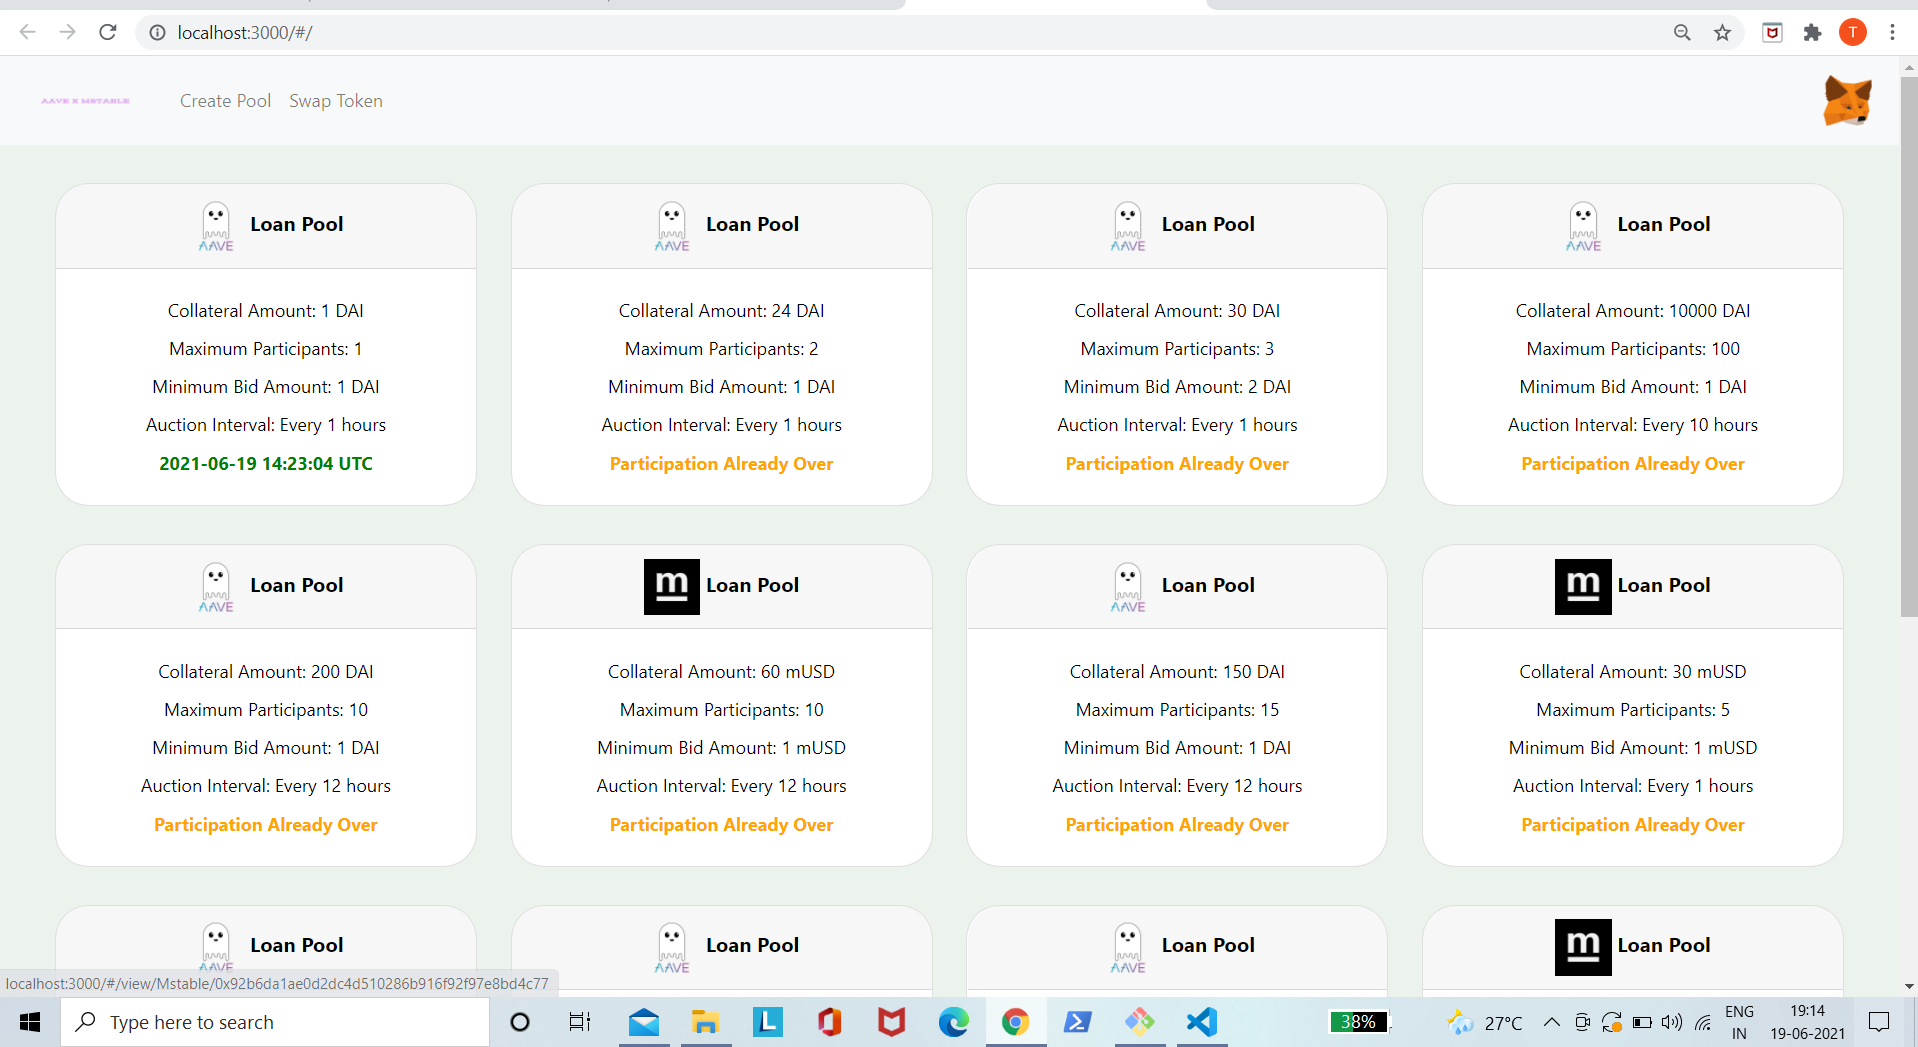 localhost:3000/#/
T
AAVE X MSTABLE
Create Pool
Swap Token
AAVE Loan Pool
Collateral Amount: 1 DAI
Maximum Participants: 1
Minimum Bid Amount: 1 DAI
Auction Interval: Every 1 hours
2021-06-19 14:23:04 UTC
AAVE Loan Pool
Collateral Amount: 24 DAI
Maximum Participants: 2
Minimum Bid Amount: 1 DAI
Auction Interval: Every 1 hours
Participation Already Over
AAVE Loan Pool
Collateral Amount: 30 DAI
Maximum Participants: 3
Minimum Bid Amount: 2 DAI
Auction Interval: Every 1 hours
Participation Already Over
AAVE Loan Pool
Collateral Amount: 10000 DAI
Maximum Participants: 100
Minimum Bid Amount: 1 DAI
Auction Interval: Every 10 hours
Participation Already Over
AAVE Loan Pool
Collateral Amount: 200 DAI
Maximum Participants: 10
Minimum Bid Amount: 1 DAI
Auction Interval: Every 12 hours
Participation Already Over
m Loan Pool
Collateral Amount: 60 mUSD
Maximum Participants: 10
Minimum Bid Amount: 1 mUSD
Auction Interval: Every 12 hours
Participation Already Over
AAVE Loan Pool
Collateral Amount: 150 DAI
Maximum Participants: 15
Minimum Bid Amount: 1 DAI
Auction Interval: Every 12 hours
Participation Already Over
m Loan Pool
Collateral Amount: 30 mUSD
Maximum Participants: 5
Minimum Bid Amount: 1 mUSD
Auction Interval: Every 1 hours
Participation Already Over
AAVE Loan Pool
AAVE Loan Pool
AAVE Loan Pool
m Loan Pool
localhost:3000/#/view/Mstable/0x92b6da1ae0d2dc4d510286b916f92f97e8bd4c77
Type here to search
L
38%
27°C
ENG
IN
19:14
19-06-2021